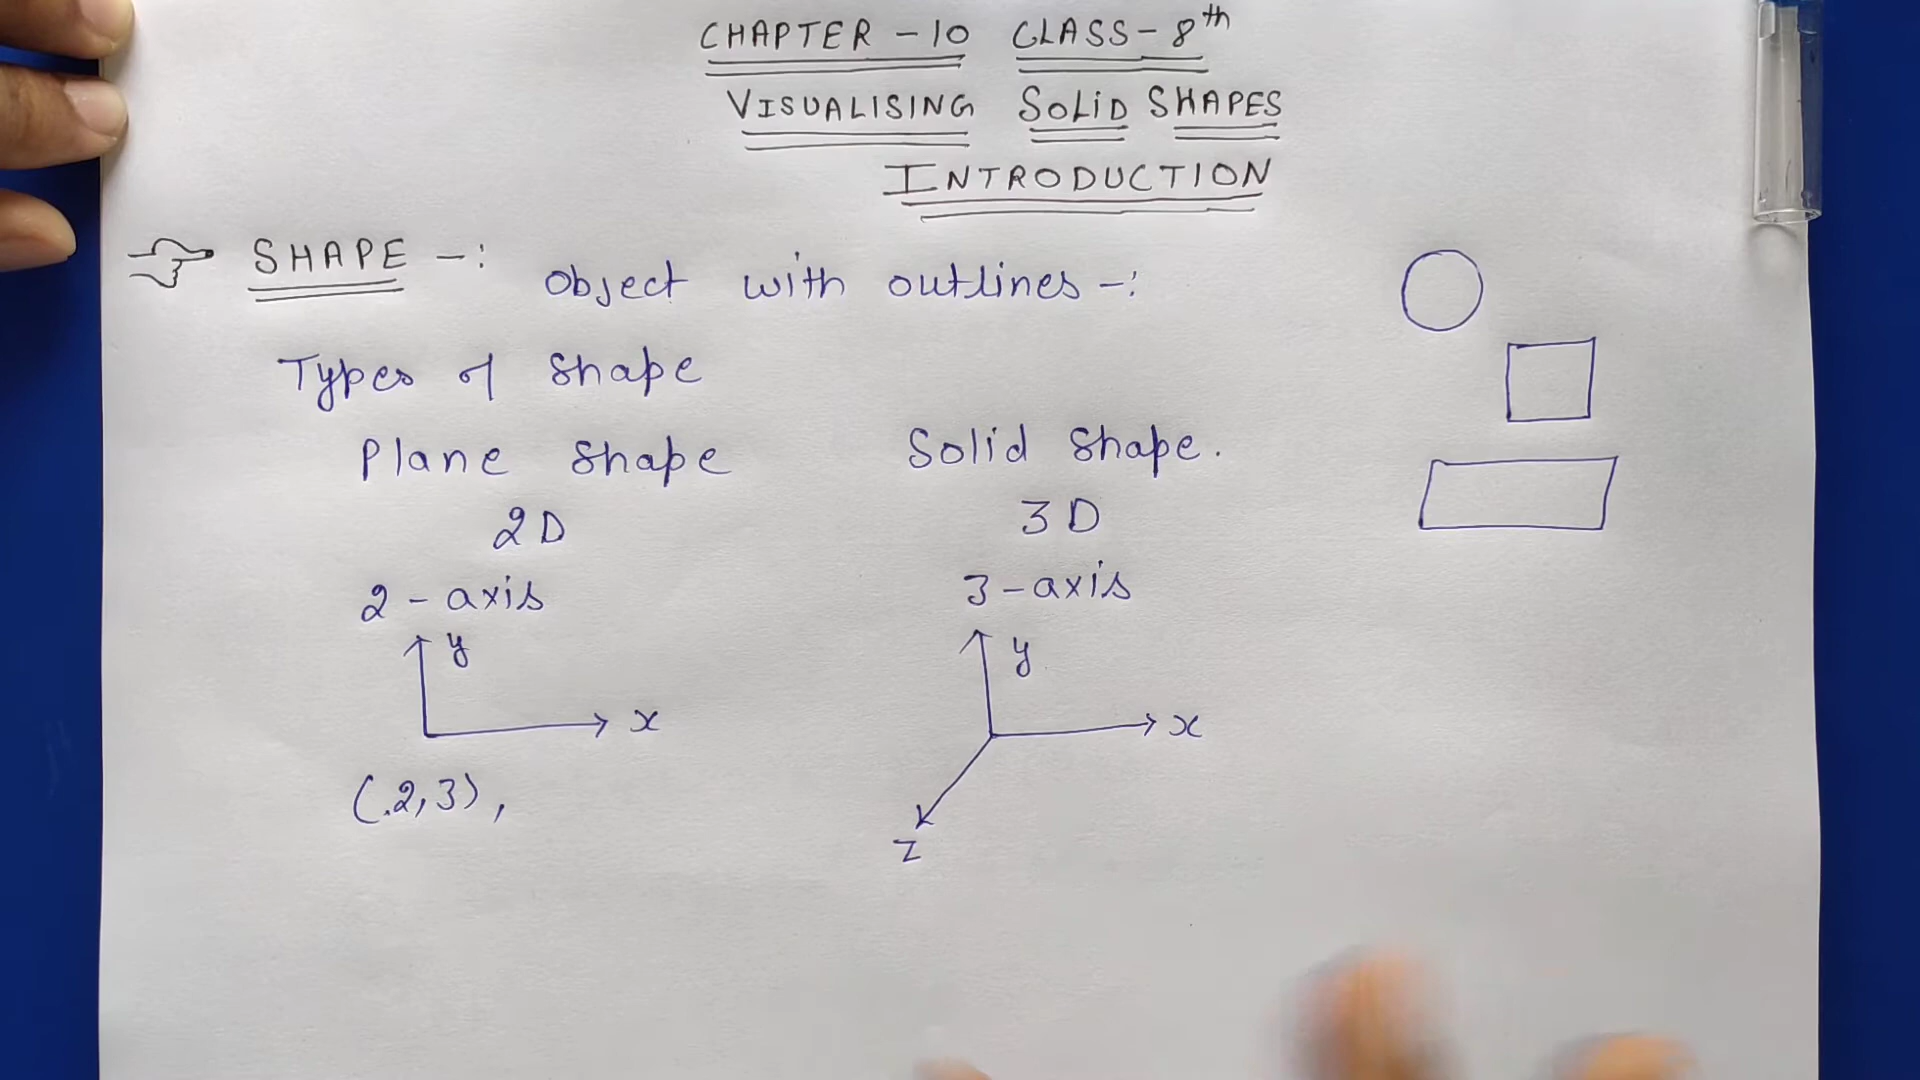 CHAPTER - 10 CLASS - 8th
VISUALISING SOLID SHAPES
INTRODUCTION
SHAPE -: Object with outlines -:
Types of shape
Plane shape Solid shape.
2D 3D
2 - axis 3 - axis
y y
x x
(.2,3),
z